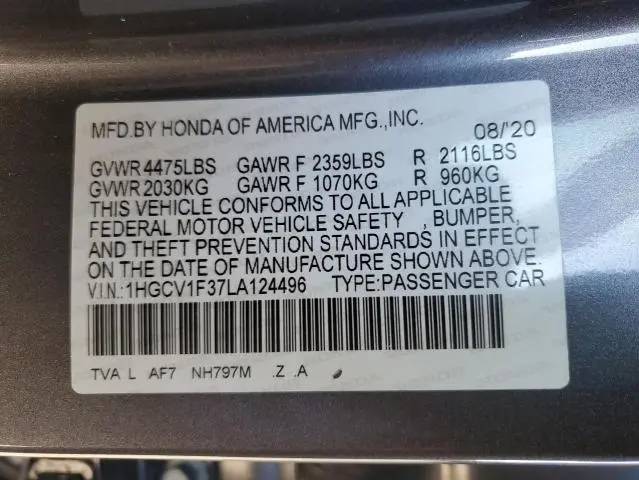 MFD.BY HONDA OF AMERICA MFG.,INC. 08/'20
GVWR 4475LBS GAWR F 2359LBS R 2116LBS
GVWR 2030KG GAWR F 1070KG R 960KG
THIS VEHICLE CONFORMS TO ALL APPLICABLE
FEDERAL MOTOR VEHICLE SAFETY , BUMPER,
AND THEFT PREVENTION STANDARDS IN EFFECT
ON THE DATE OF MANUFACTURE SHOWN ABOVE.
V.I.N.:1HGCV1F37LA124496 TYPE:PASSENGER CAR
TVA L AF7 NH797M .Z .A